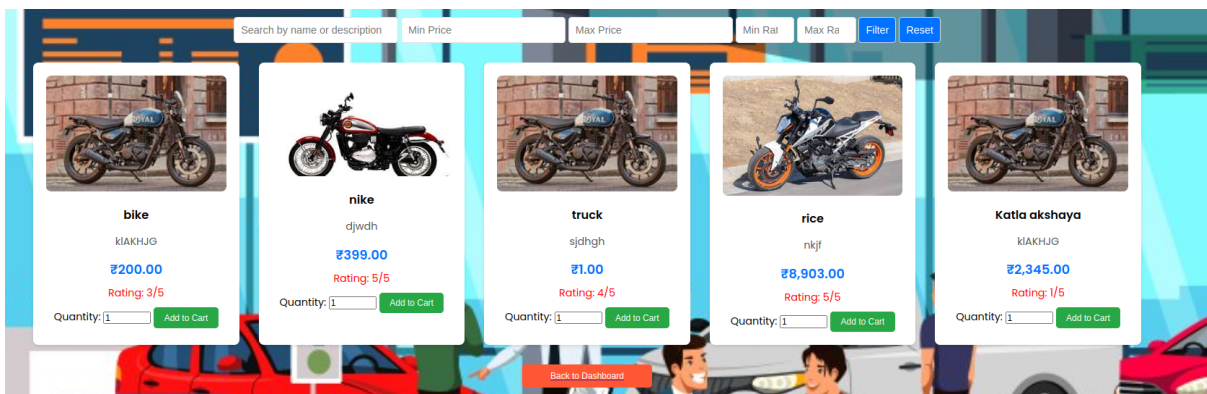 Search by name or description Min Price Max Price Min Rat Max Ra Filter Reset
ROYAL
bike
klAKHJG
₹200.00
Rating: 3/5
Quantity: 1 Add to Cart
nike
djwdh
₹399.00
Rating: 5/5
Quantity: 1 Add to Cart
ROYAL
truck
sjdhgh
₹1.00
Rating: 4/5
Quantity: 1 Add to Cart
rice
nkjf
₹8,903.00
Rating: 5/5
Quantity: 1 Add to Cart
ROYAL
Katla akshaya
klAKHJG
₹2,345.00
Rating: 1/5
Quantity: 1 Add to Cart
Back to Dashboard